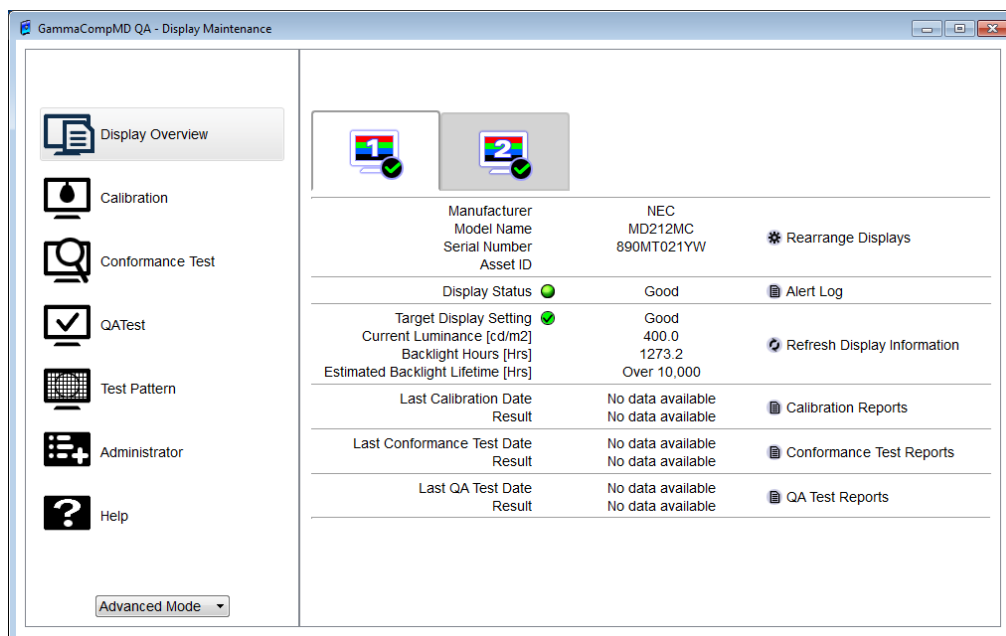 GammaCompMD QA - Display Maintenance
Display Overview
Calibration
Conformance Test
QATest
Test Pattern
Administrator
Help
Advanced Mode
1
2
Manufacturer NEC
Model Name MD212MC
Serial Number 890MT021YW
Asset ID
Rearrange Displays
Display Status Good
Alert Log
Target Display Setting Good
Current Luminance [cd/m2] 400.0
Backlight Hours [Hrs] 1273.2
Estimated Backlight Lifetime [Hrs] Over 10,000
Refresh Display Information
Last Calibration Date No data available
Result No data available
Calibration Reports
Last Conformance Test Date No data available
Result No data available
Conformance Test Reports
Last QA Test Date No data available
Result No data available
QA Test Reports